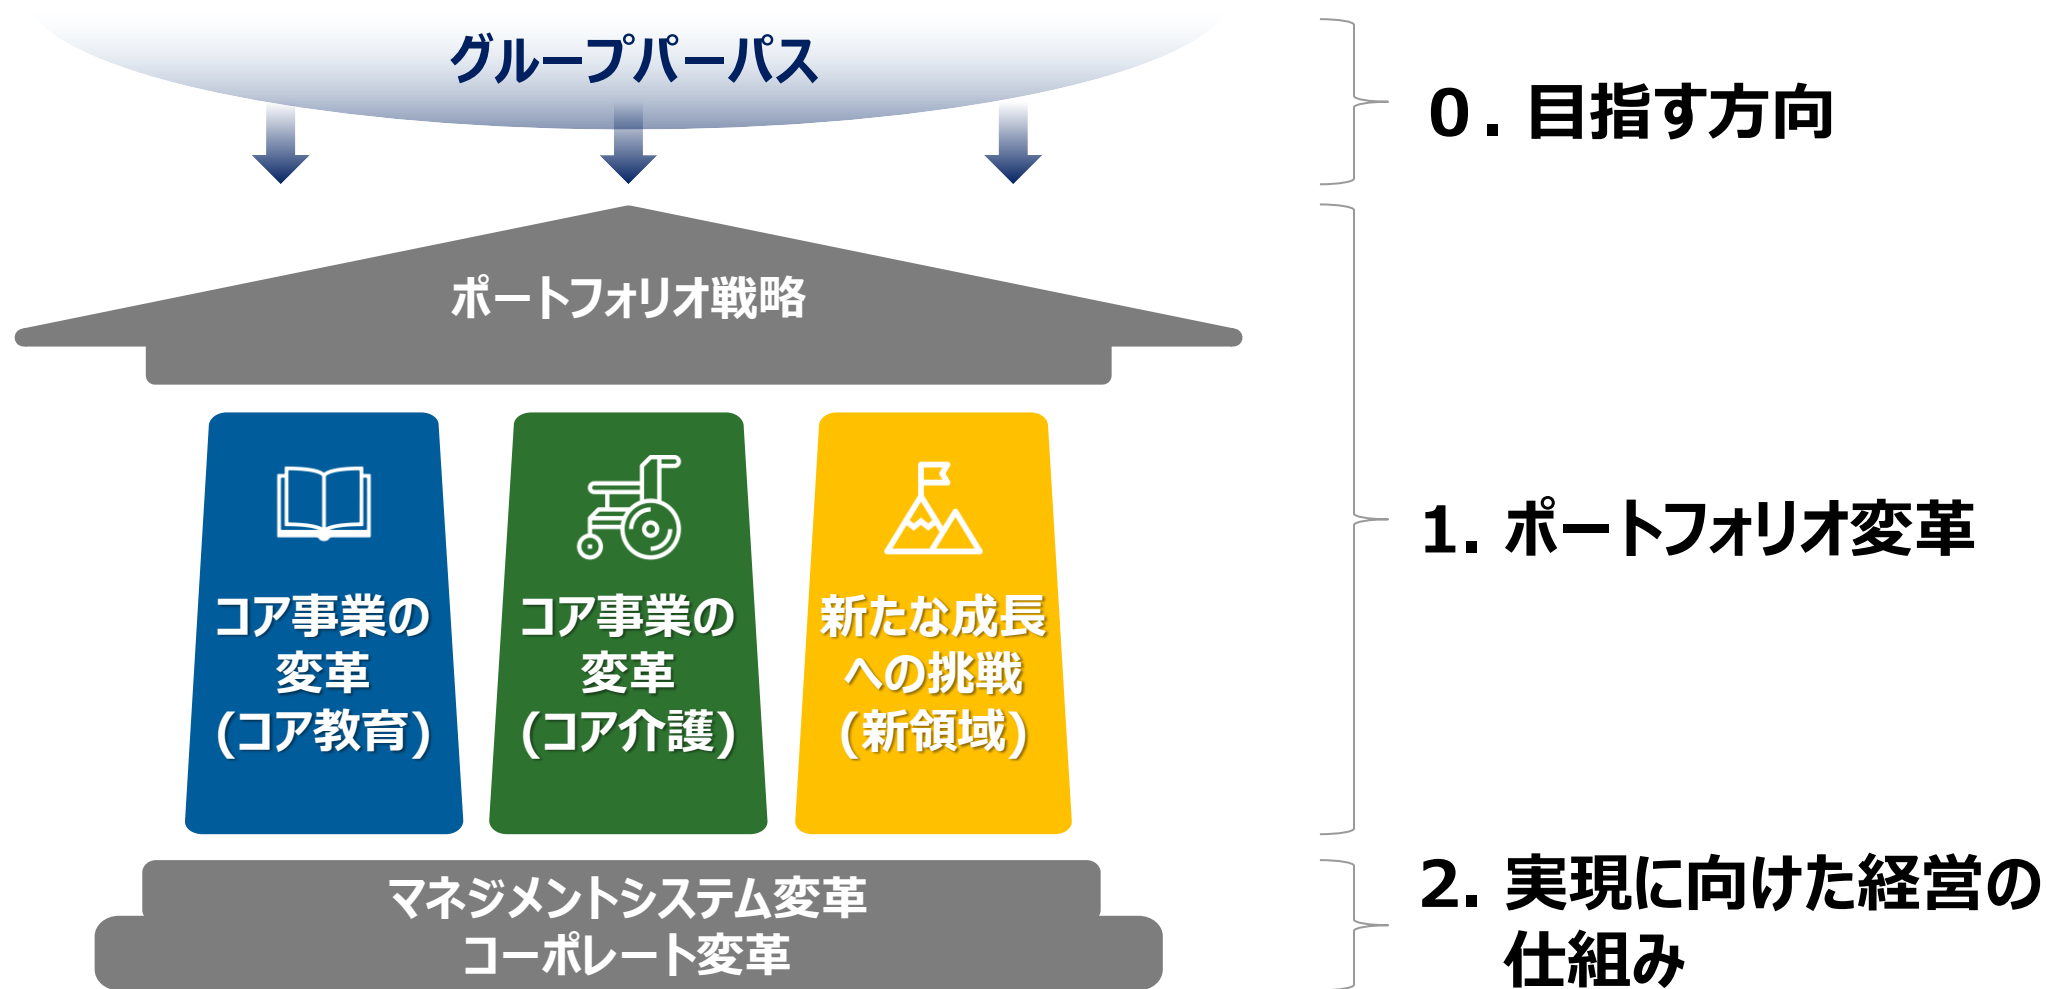 グループパーパス
0. 目指す方向
ポートフォリオ戦略
1. ポートフォリオ変革
コア事業の
変革
(コア教育)
コア事業の
変革
(コア介護)
新たな成長
への挑戦
(新領域)
マネジメントシステム変革
コーポレート変革
2. 実現に向けた経営の
仕組み